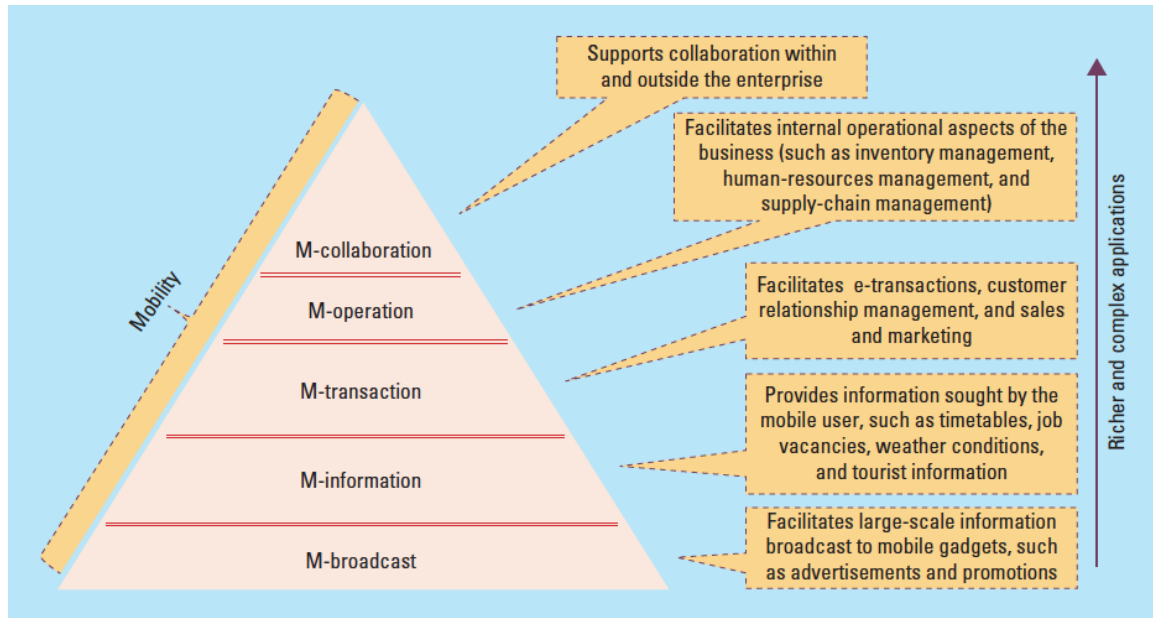 Supports collaboration within
and outside the enterprise
Facilitates internal operational aspects of the
business (such as inventory management,
human-resources management, and
supply-chain management)
M-collaboration
Mobility
M-operation
Facilitates e-transactions, customer
relationship management, and sales
and marketing
M-transaction
Provides information sought by the
mobile user, such as timetables, job
vacancies, weather conditions,
and tourist information
M-information
Facilitates large-scale information
broadcast to mobile gadgets, such
as advertisements and promotions
M-broadcast
Richer and complex applications